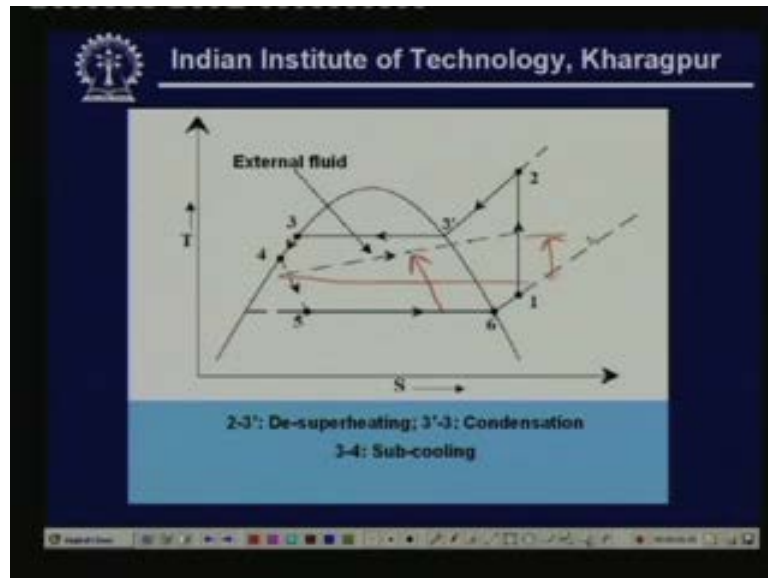 Indian Institute of Technology, Kharagpur
External fluid
2
3
3'
4
T
1
5
6
S
2-3': De-superheating; 3'-3: Condensation
3-4: Sub-cooling